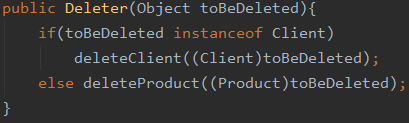 public Deleter(Object toBeDeleted){
if(toBeDeleted instanceof Client)
deleteClient((Client)toBeDeleted);
else deleteProduct((Product)toBeDeleted);
}